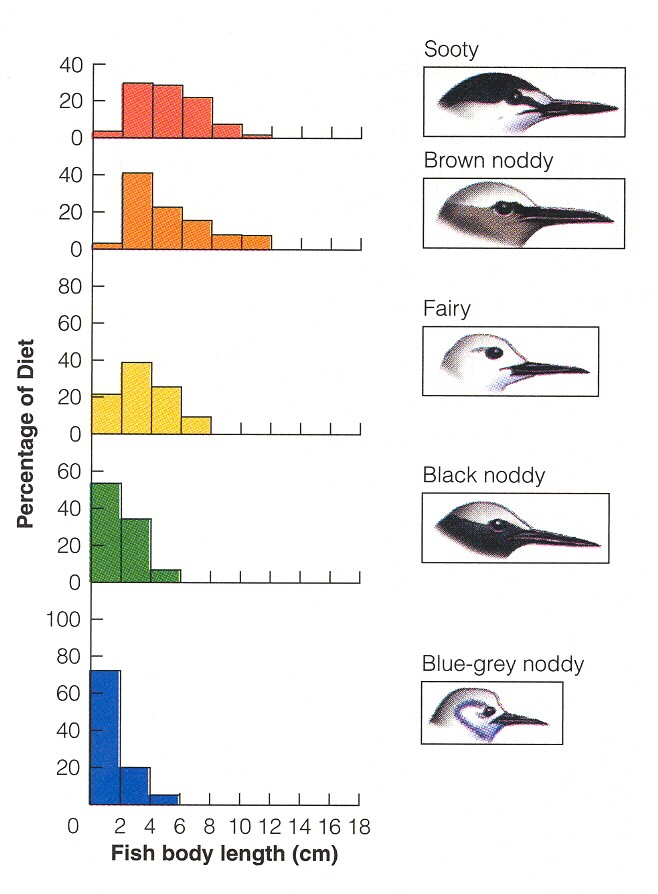 Sooty
40
20
0
Brown noddy
40
20
0
Fairy
80
60
40
20
0
Percentage of Diet
Black noddy
60
40
20
0
Blue-grey noddy
100
80
60
40
20
0 2 4 6 8 10 12 14 16 18
Fish body length (cm)